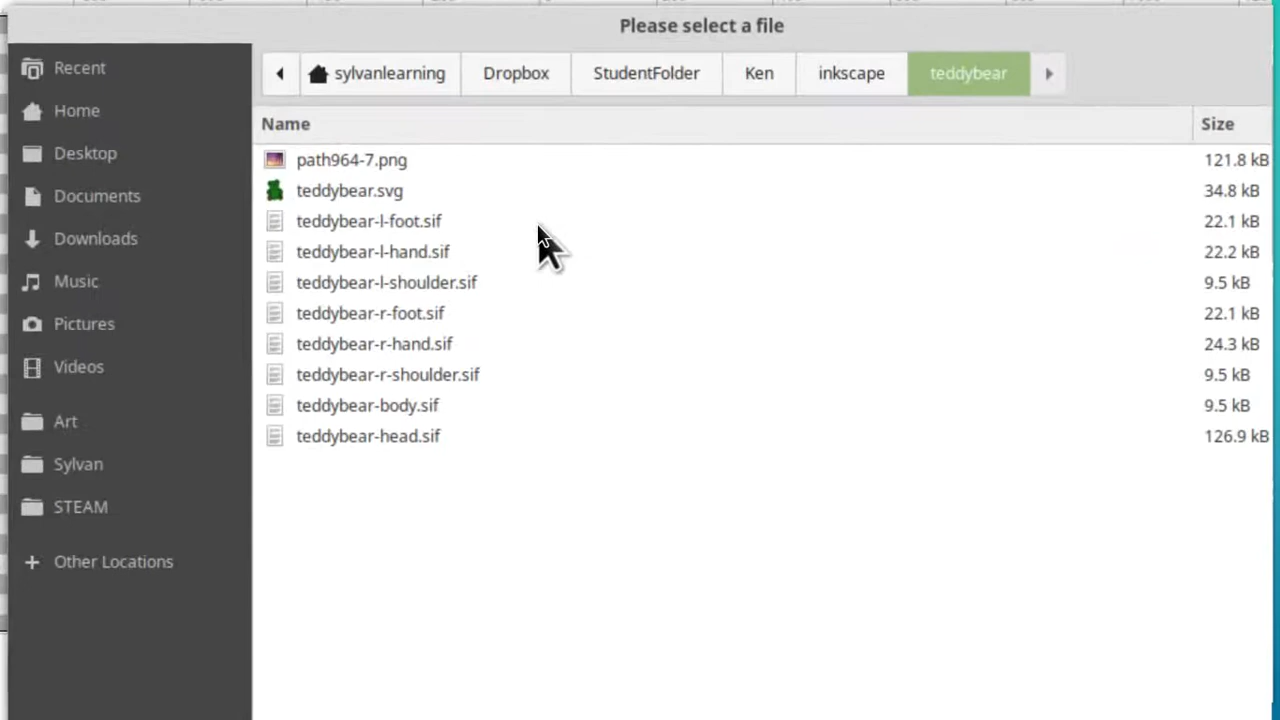 Please select a file
Recent
Home
Desktop
Documents
Downloads
Music
Pictures
Videos
Art
Sylvan
STEAM
Other Locations
sylvanlearning Dropbox StudentFolder Ken inkscape teddybear
Name Size
path964-7.png 121.8 kB
teddybear.svg 34.8 kB
teddybear-l-foot.sif 22.1 kB
teddybear-l-hand.sif 22.2 kB
teddybear-l-shoulder.sif 9.5 kB
teddybear-r-foot.sif 22.1 kB
teddybear-r-hand.sif 24.3 kB
teddybear-r-shoulder.sif 9.5 kB
teddybear-body.sif 9.5 kB
teddybear-head.sif 126.9 kB